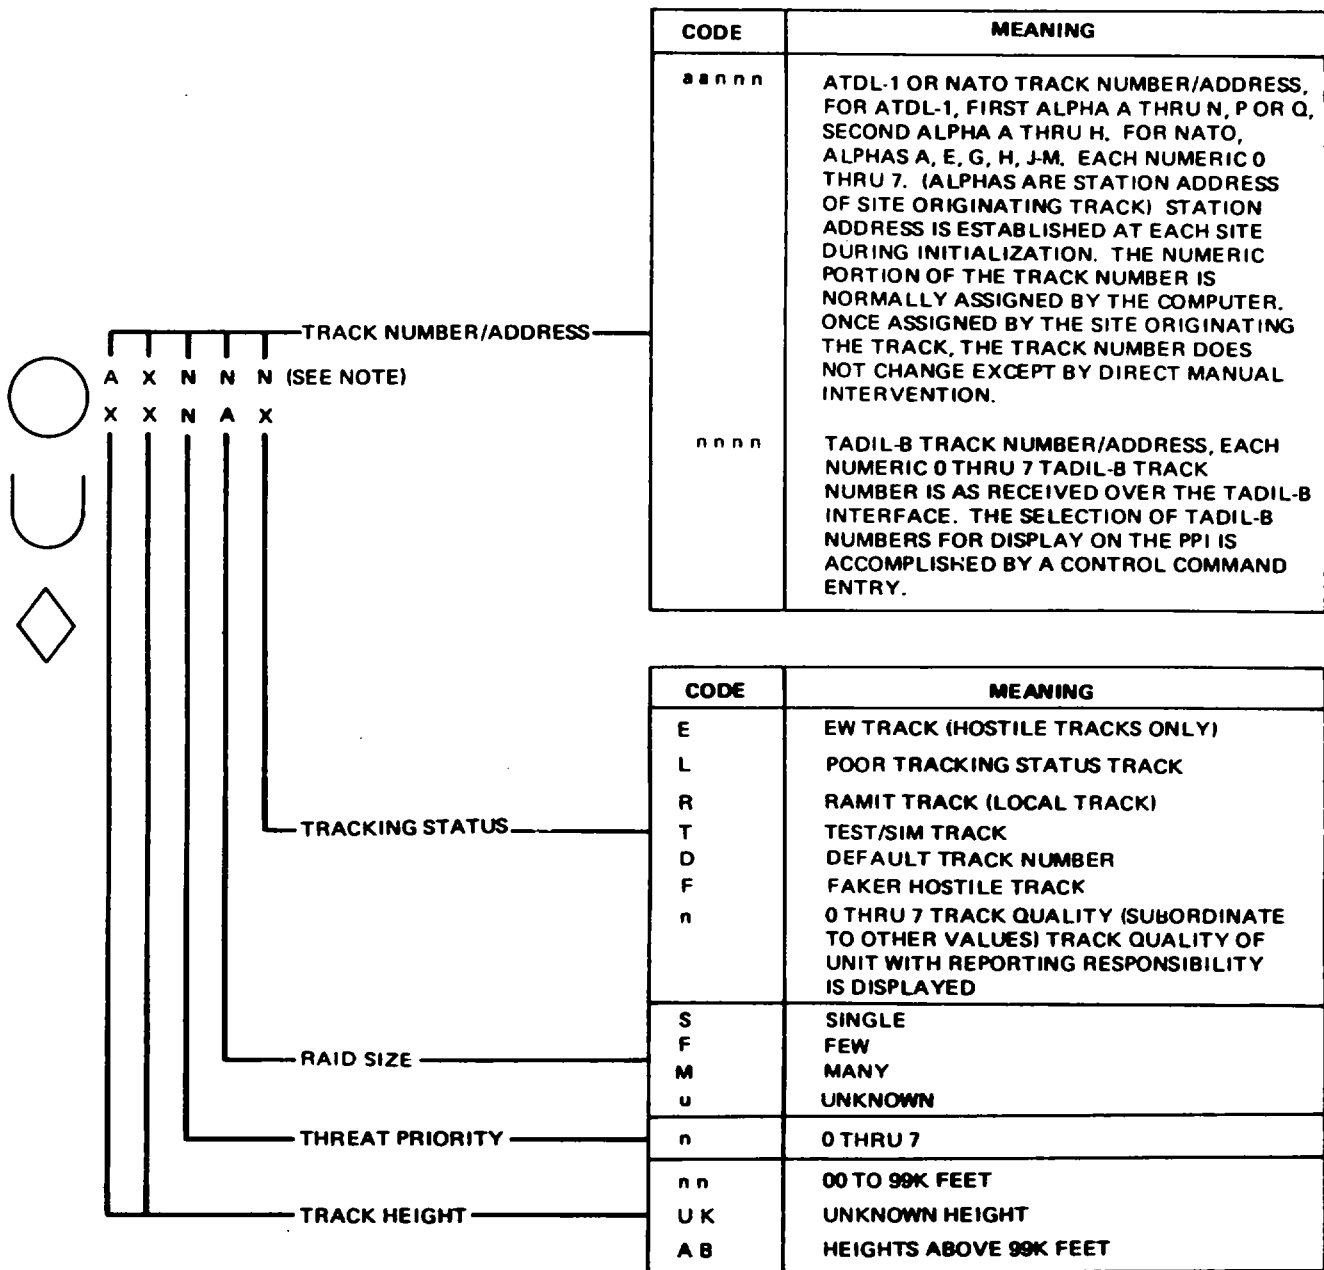 CODE MEANING
a a n n n ATDL-1 OR NATO TRACK NUMBER/ADDRESS,
FOR ATDL-1, FIRST ALPHA A THRU N, P OR Q,
SECOND ALPHA A THRU H. FOR NATO,
ALPHAS A, E, G, H, J-M. EACH NUMERIC 0
THRU 7. (ALPHAS ARE STATION ADDRESS
OF SITE ORIGINATING TRACK) STATION
ADDRESS IS ESTABLISHED AT EACH SITE
DURING INITIALIZATION. THE NUMERIC
PORTION OF THE TRACK NUMBER IS
NORMALLY ASSIGNED BY THE COMPUTER.
ONCE ASSIGNED BY THE SITE ORIGINATING
THE TRACK, THE TRACK NUMBER DOES
NOT CHANGE EXCEPT BY DIRECT MANUAL
INTERVENTION.
n n n n TADIL-B TRACK NUMBER/ADDRESS, EACH
NUMERIC 0 THRU 7 TADIL-B TRACK
NUMBER IS AS RECEIVED OVER THE TADIL-B
INTERFACE. THE SELECTION OF TADIL-B
NUMBERS FOR DISPLAY ON THE PPI IS
ACCOMPLISHED BY A CONTROL COMMAND
ENTRY.
TRACK NUMBER/ADDRESS
A X N N N (SEE NOTE)
X X N A X
CODE MEANING
E EW TRACK (HOSTILE TRACKS ONLY)
L POOR TRACKING STATUS TRACK
R RAMIT TRACK (LOCAL TRACK)
TRACKING STATUS
T TEST/SIM TRACK
D DEFAULT TRACK NUMBER
F FAKER HOSTILE TRACK
n 0 THRU 7 TRACK QUALITY (SUBORDINATE
TO OTHER VALUES) TRACK QUALITY OF
UNIT WITH REPORTING RESPONSIBILITY
IS DISPLAYED
RAID SIZE
S SINGLE
F FEW
M MANY
u UNKNOWN
THREAT PRIORITY
n 0 THRU 7
TRACK HEIGHT
n n 00 TO 99K FEET
U K UNKNOWN HEIGHT
A B HEIGHTS ABOVE 99K FEET